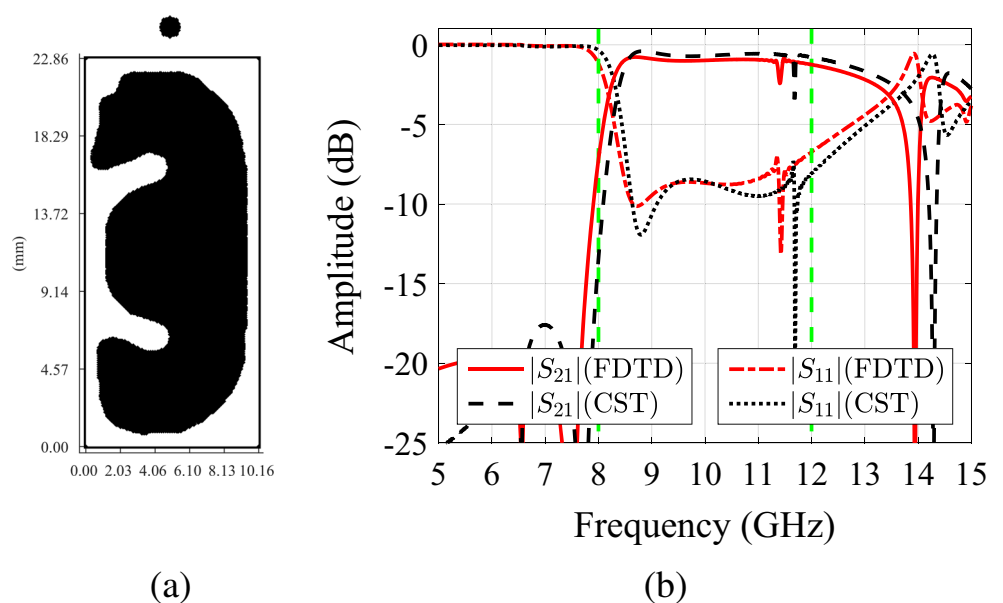 22.86
18.29
13.72
9.14
4.57
0.00
(mm)
0.00 2.03 4.06 6.10 8.13 10.16
(a)
0
-5
-10
-15
-20
-25
Amplitude (dB)
|S21|(FDTD)
|S21|(CST)
|S11|(FDTD)
|S11|(CST)
5 6 7 8 9 10 11 12 13 14 15
Frequency (GHz)
(b)